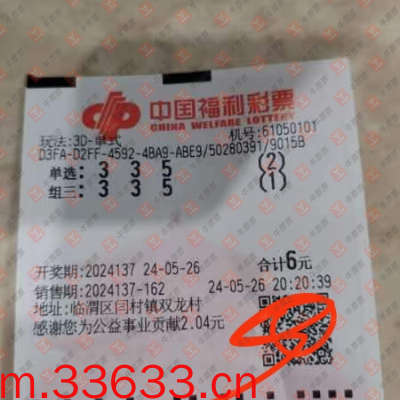 中国福利彩票
CHINA WELFARE LOTTERY
玩法:3D-单式 机号:61050101
D3FA-D2FF-4592-4BA9-ABE9/50280391/9015B
单选: 3 3 5 (2)
组三: 3 3 5 (1)
开奖期:2024137 24-05-26 合计6元
销售期:2024137-162 24-05-26 20:20:39
地址:临渭区闫村镇双龙村
感谢您为公益事业贡献2.04元
m.33633.cn